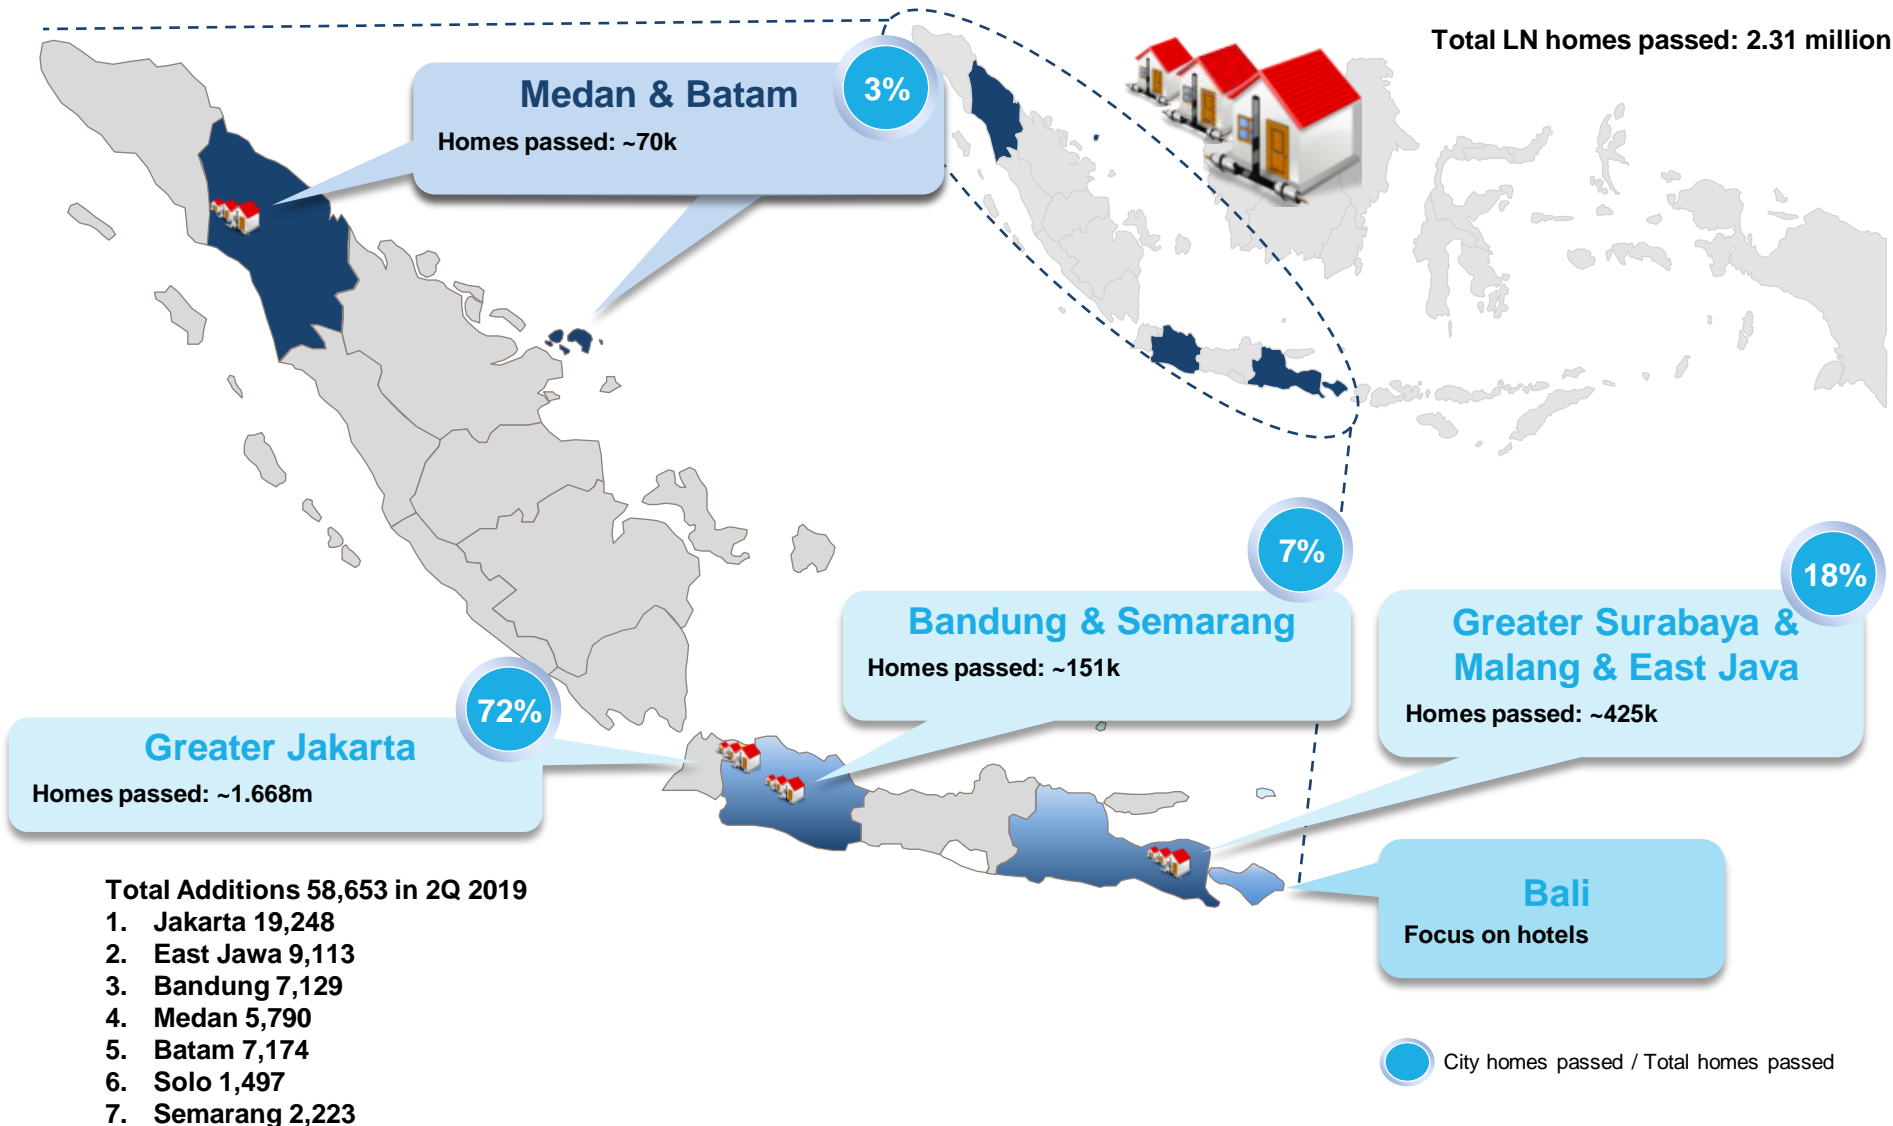 Total LN homes passed: 2.31 million
Medan & Batam
3%
Homes passed: ~70k
7%
Bandung & Semarang
Homes passed: ~151k
18%
Greater Surabaya &
Malang & East Java
Homes passed: ~425k
72%
Greater Jakarta
Homes passed: ~1.668m
Bali
Focus on hotels
Total Additions 58,653 in 2Q 2019
1. Jakarta 19,248
2. East Jawa 9,113
3. Bandung 7,129
4. Medan 5,790
5. Batam 7,174
6. Solo 1,497
7. Semarang 2,223
City homes passed / Total homes passed